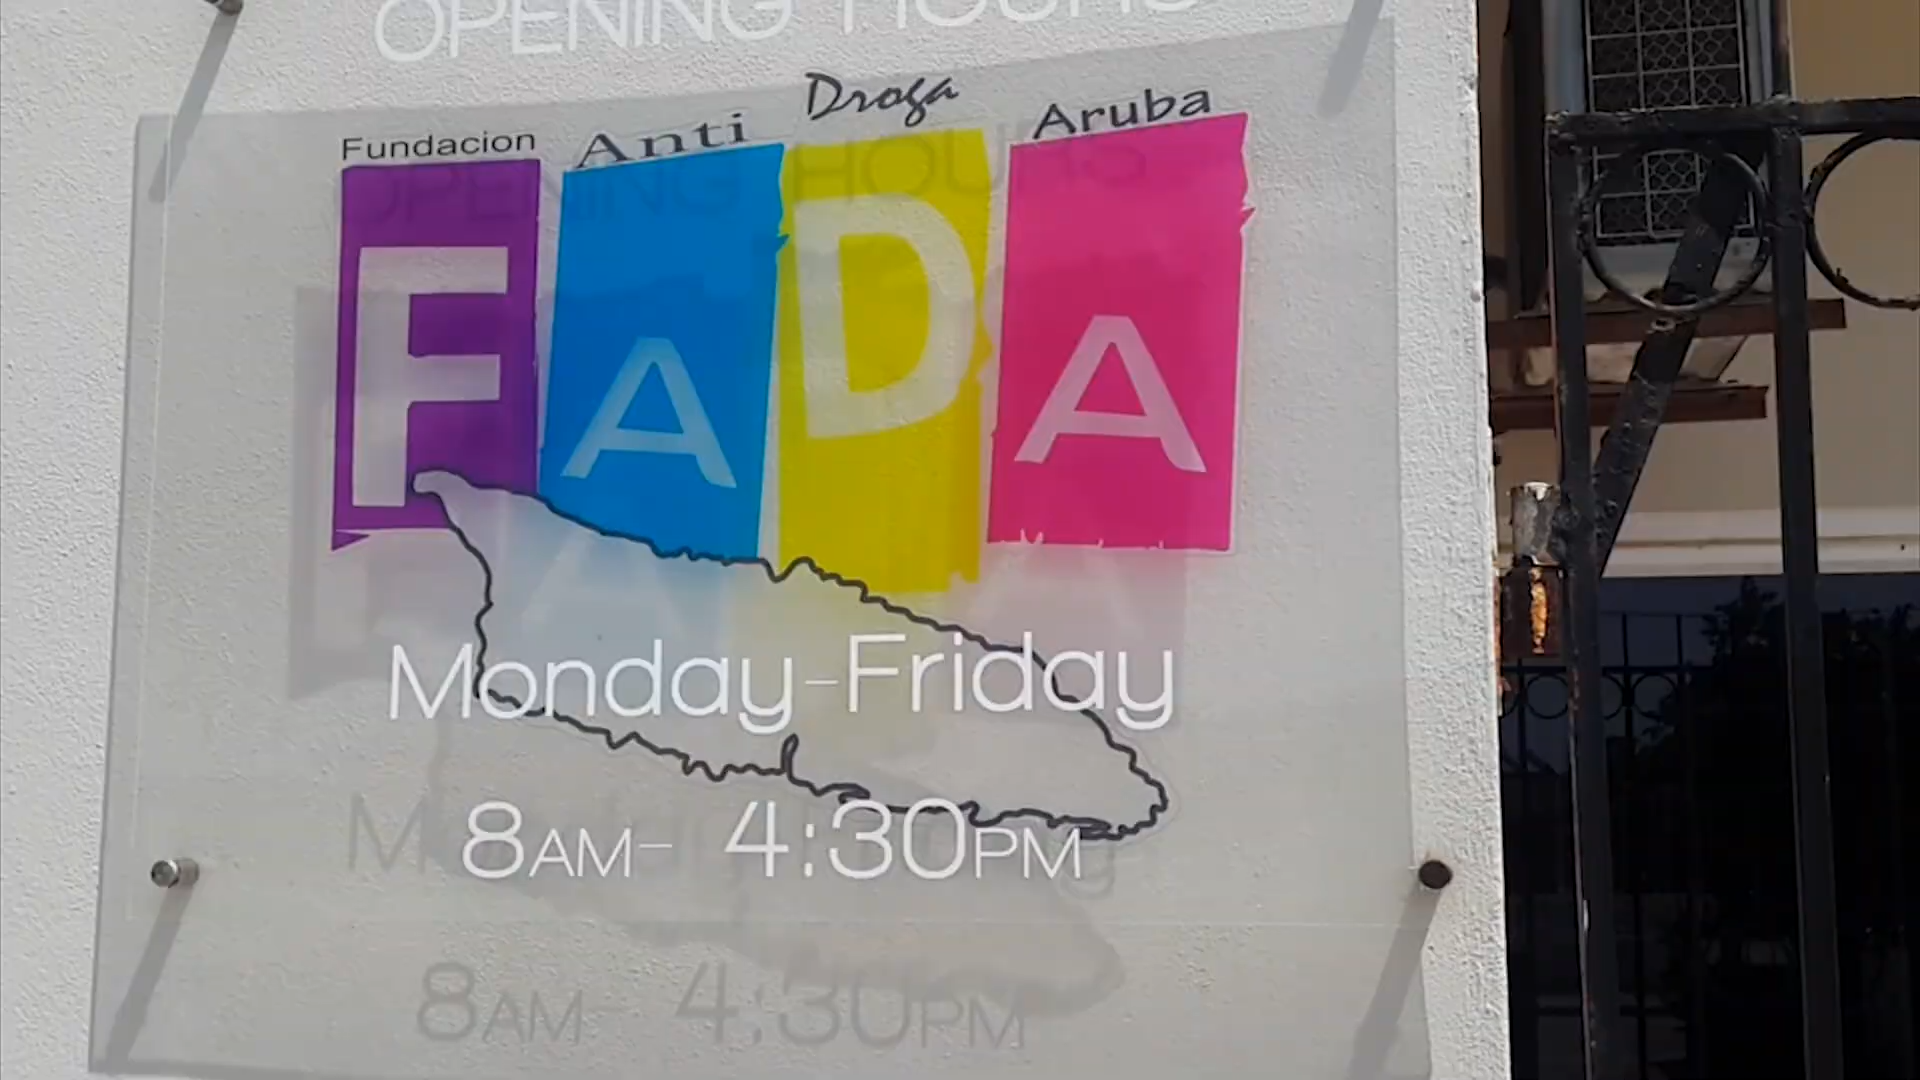 OPENING HOURS
Fundacion Anti Droga Aruba
FADA
Monday-Friday
8AM- 4:30PM